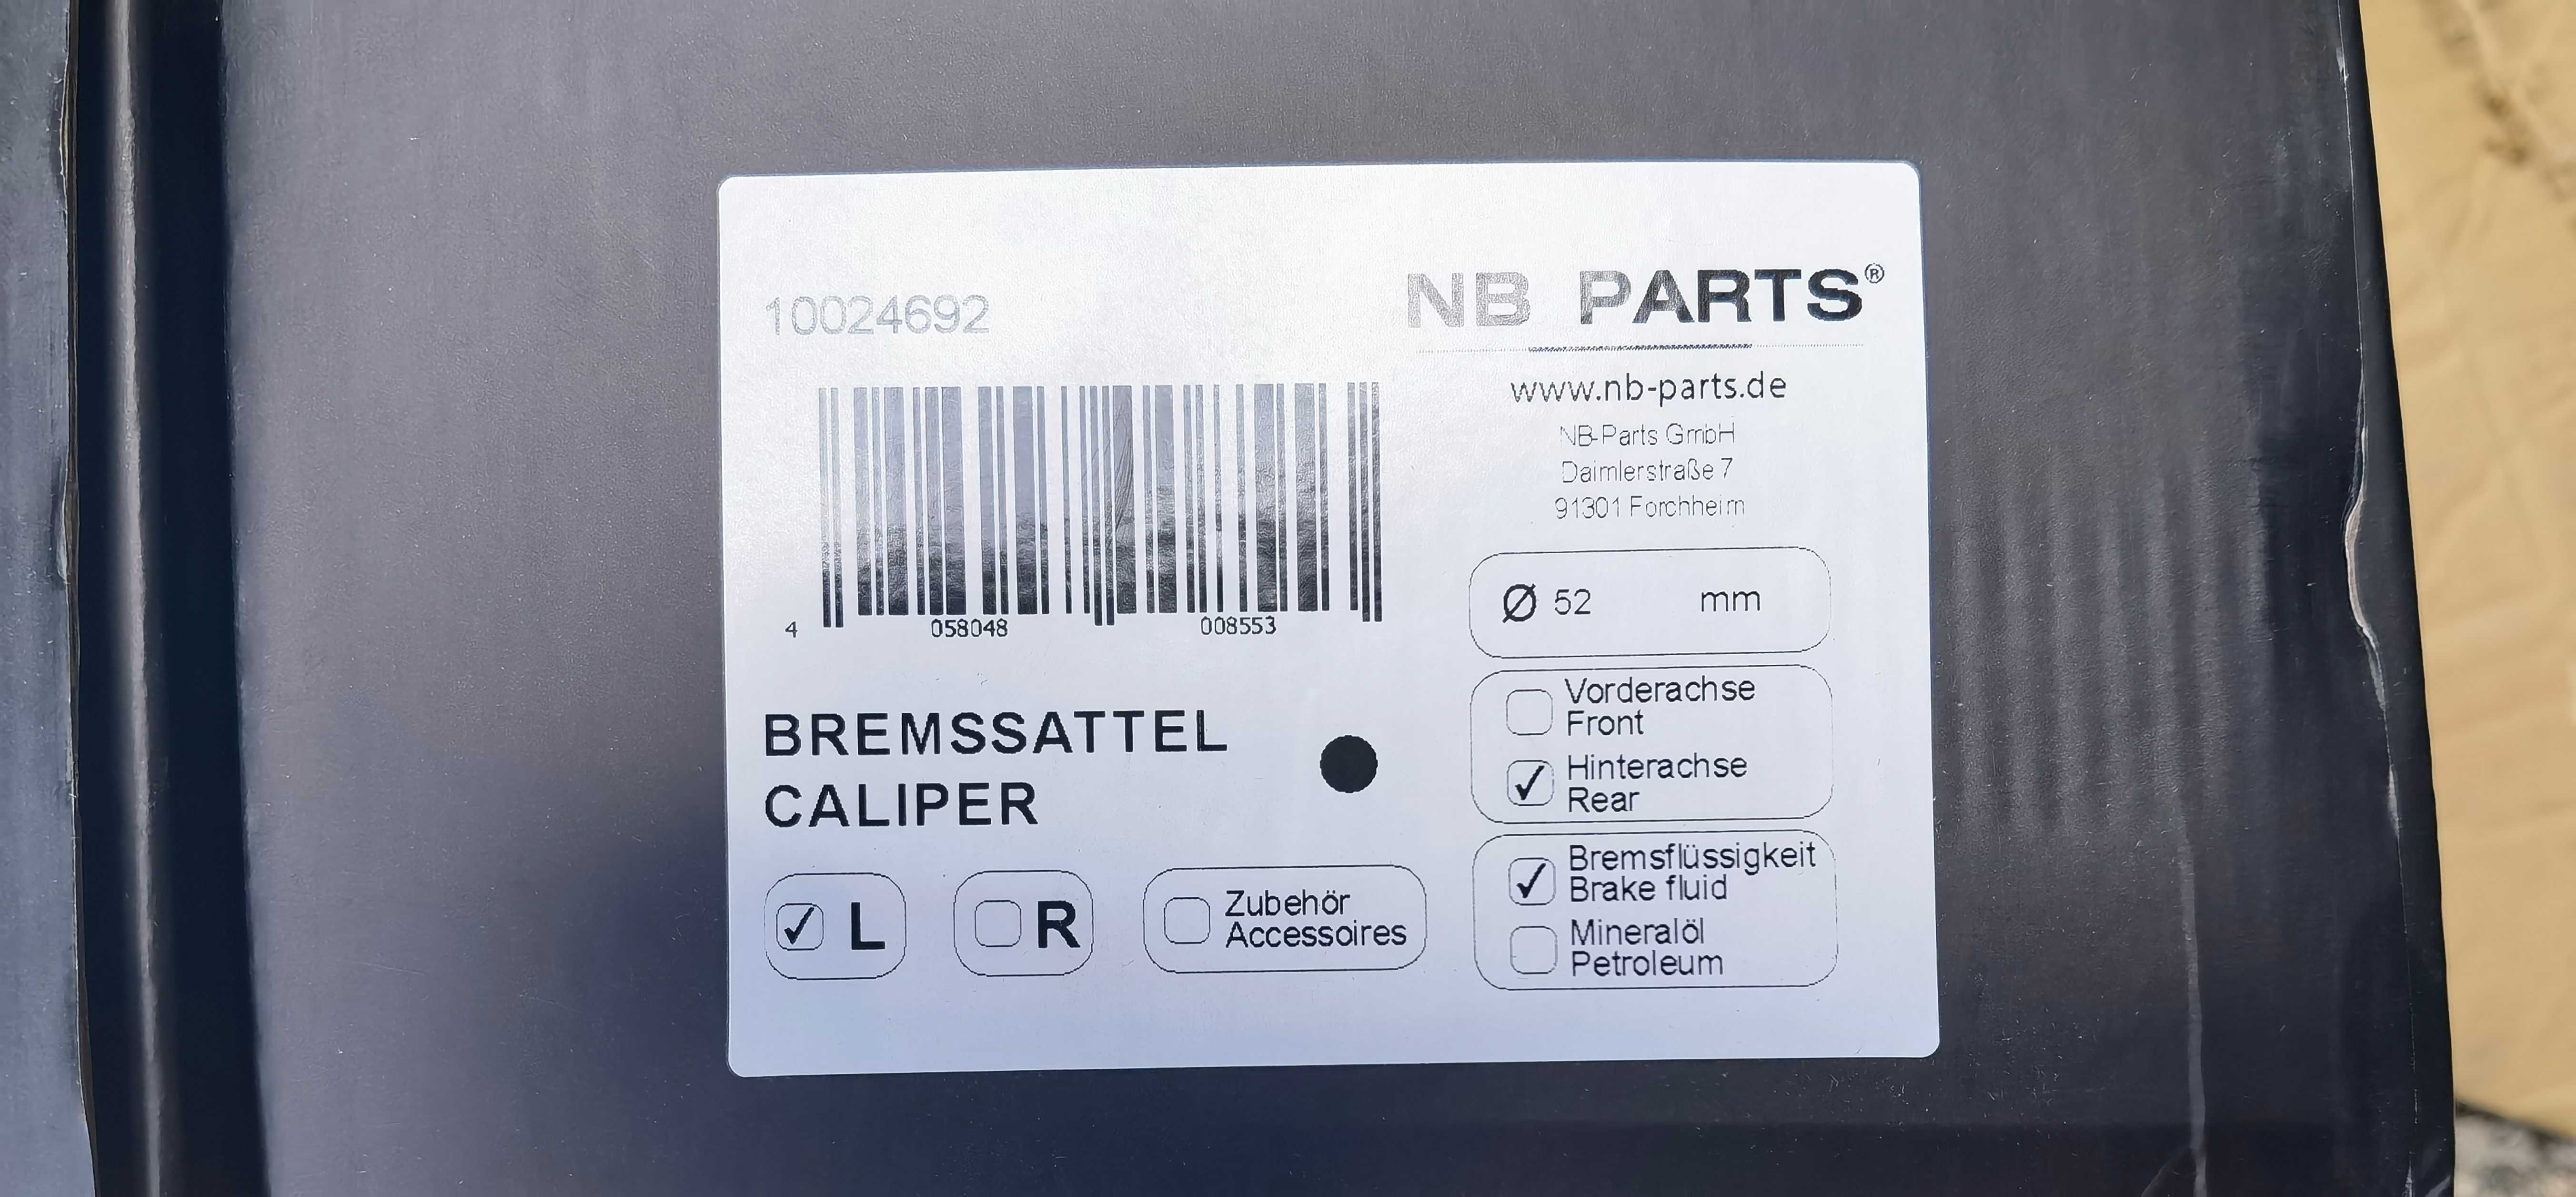 10024692
NB PARTS®
www.nb-parts.de
NB-Parts GmbH
Daimlerstraße 7
91301 Forchheim
4 058048 008553
Ø 52 mm
BREMSSATTEL
CALIPER
Vorderachse
Front
✓ Hinterachse
Rear
✓ Bremsflüssigkeit
Brake fluid
Mineralöl
Petroleum
✓ L
R
Zubehör
Accessoires